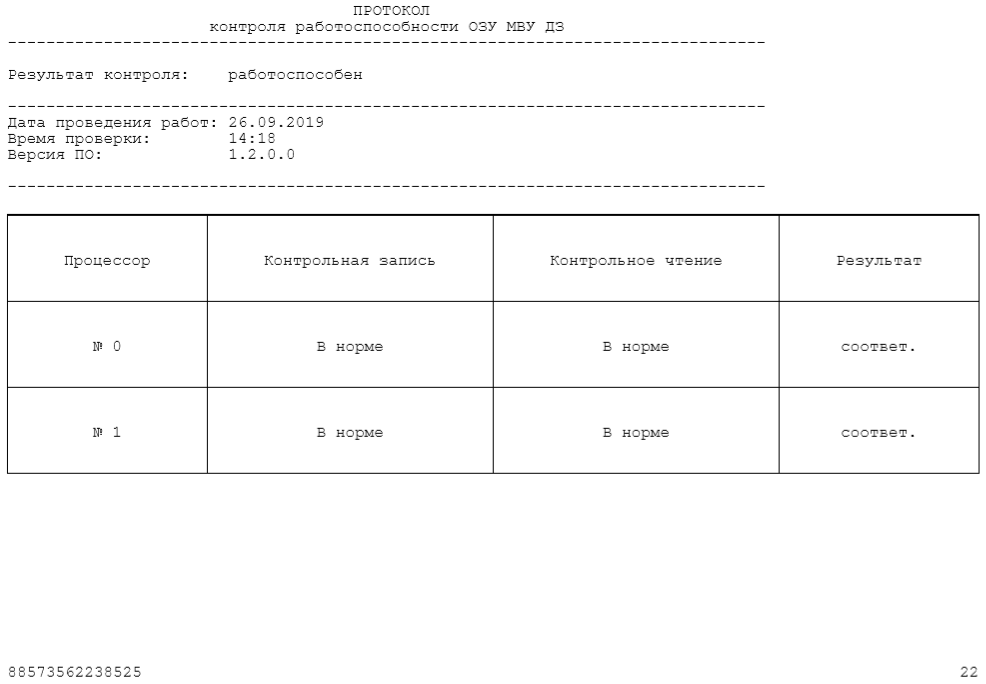 ПРОТОКОЛ
контроля работоспособности ОЗУ МВУ ДЗ
-------------------------------------------------------------------------------
Результат контроля: работоспособен
-------------------------------------------------------------------------------
Дата проведения работ: 26.09.2019
Время проверки: 14:18
Версия ПО: 1.2.0.0
-------------------------------------------------------------------------------
Процессор Контрольная запись Контрольное чтение Результат
№ 0 В норме В норме соответ.
№ 1 В норме В норме соответ.
88573562238525 22